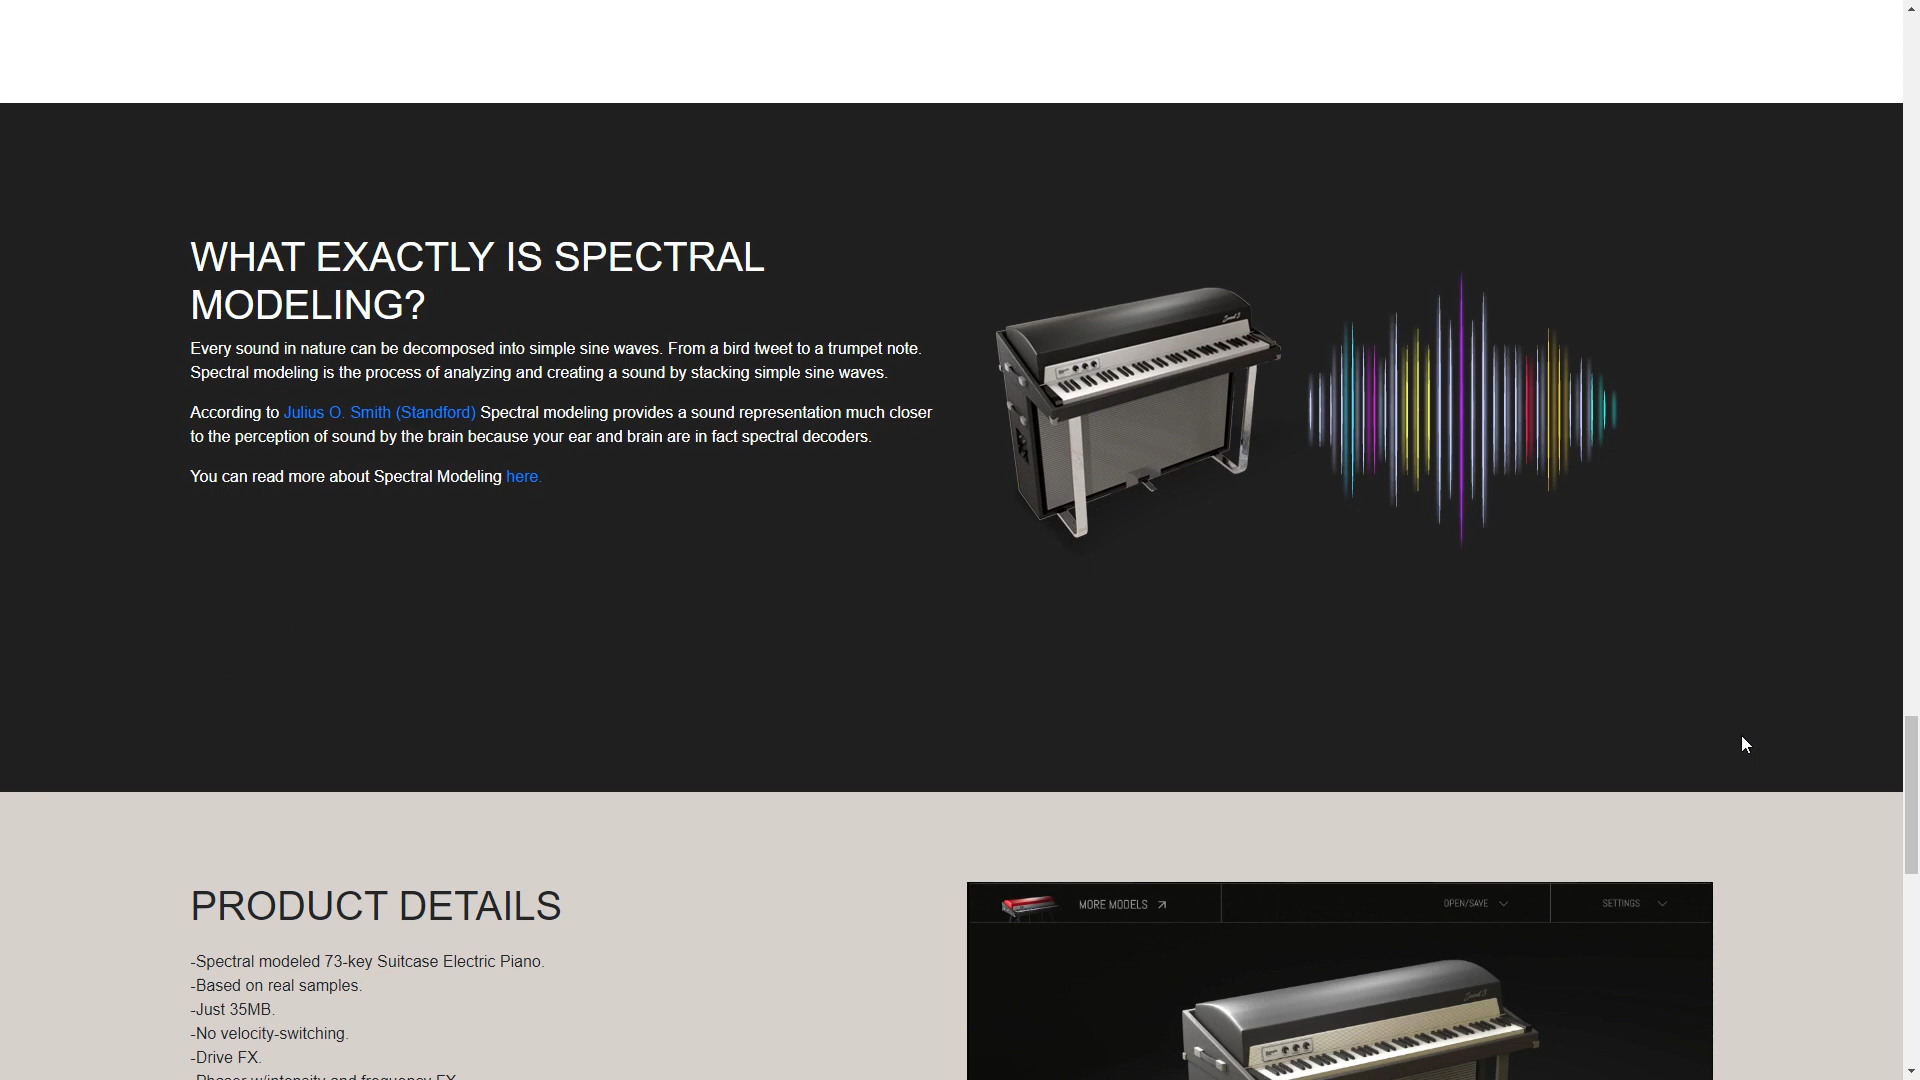 WHAT EXACTLY IS SPECTRAL
MODELING?
Every sound in nature can be decomposed into simple sine waves. From a bird tweet to a trumpet note.
Spectral modeling is the process of analyzing and creating a sound by stacking simple sine waves.
According to Julius O. Smith (Standford) Spectral modeling provides a sound representation much closer
to the perception of sound by the brain because your ear and brain are in fact spectral decoders.
You can read more about Spectral Modeling here.
PRODUCT DETAILS
-Spectral modeled 73-key Suitcase Electric Piano.
-Based on real samples.
-Just 35MB.
-No velocity-switching.
-Drive FX.
-Phaser w/intensity and frequency FX.
MORE MODELS
OPEN/SAVE
SETTINGS